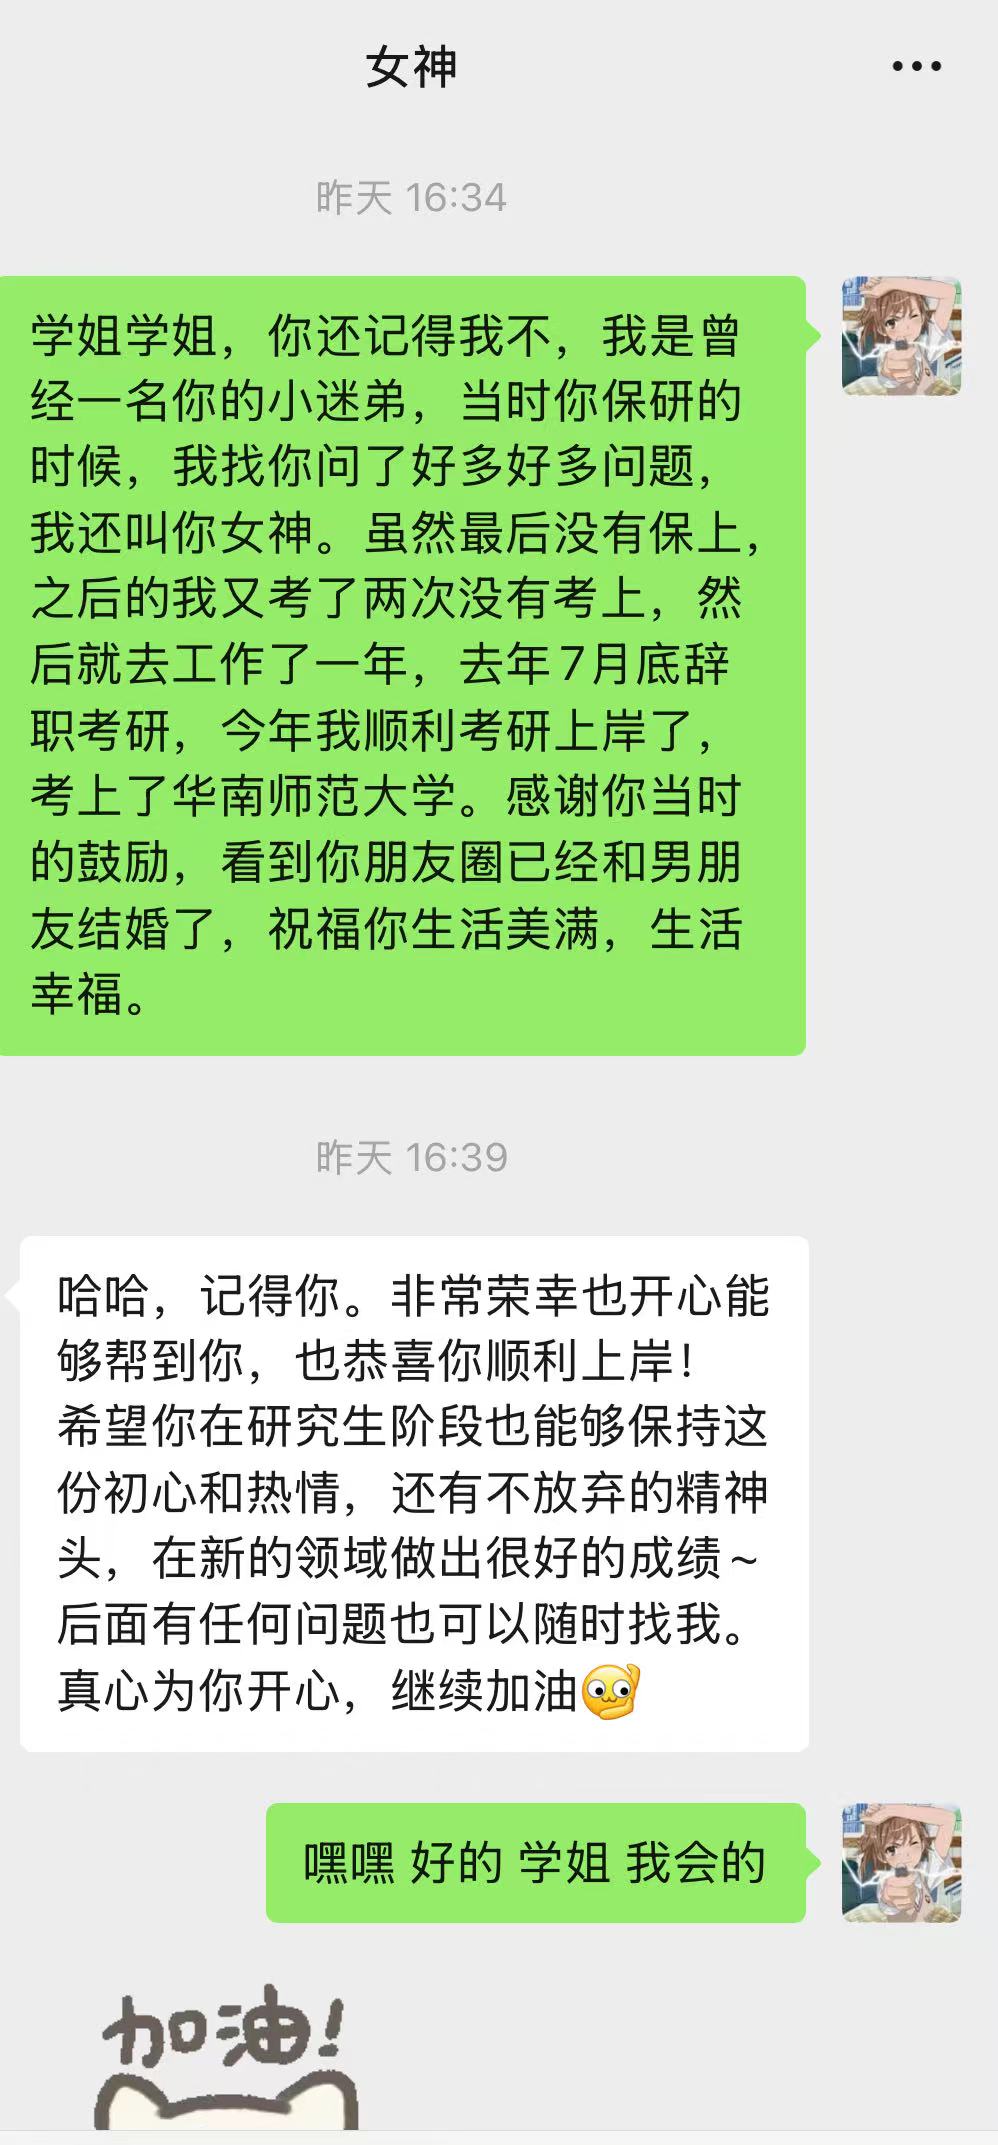 女神
昨天 16:34
学姐学姐，你还记得我不，我是曾
经一名你的小迷弟，当时你保研的
时候，我找你问了好多好多问题，
我还叫你女神。虽然最后没有保上，
之后的我又考了两次没有考上，然
后就去工作了一年，去年7月底辞
职考研，今年我顺利考研上岸了，
考上了华南师范大学。感谢你当时
的鼓励，看到你朋友圈已经和男朋
友结婚了，祝福你生活美满，生活
幸福。
昨天 16:39
哈哈，记得你。非常荣幸也开心能
够帮到你，也恭喜你顺利上岸！
希望你在研究生阶段也能够保持这
份初心和热情，还有不放弃的精神
头，在新的领域做出很好的成绩~
后面有任何问题也可以随时找我。
真心为你开心，继续加油
嘿嘿 好的 学姐 我会的
加油！